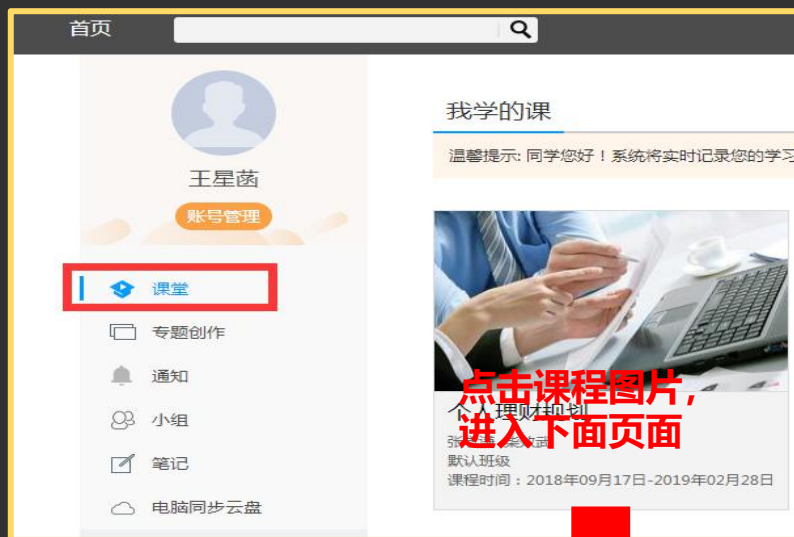 首页
我学的课
温馨提示: 同学您好！系统将实时记录您的学习
王星菡
账号管理
课堂
专题创作
通知
小组
笔记
电脑同步云盘
点击课程图片，
进入下面页面
个人理财规划
默认班级
课程时间：2018年09月17日-2019年02月28日